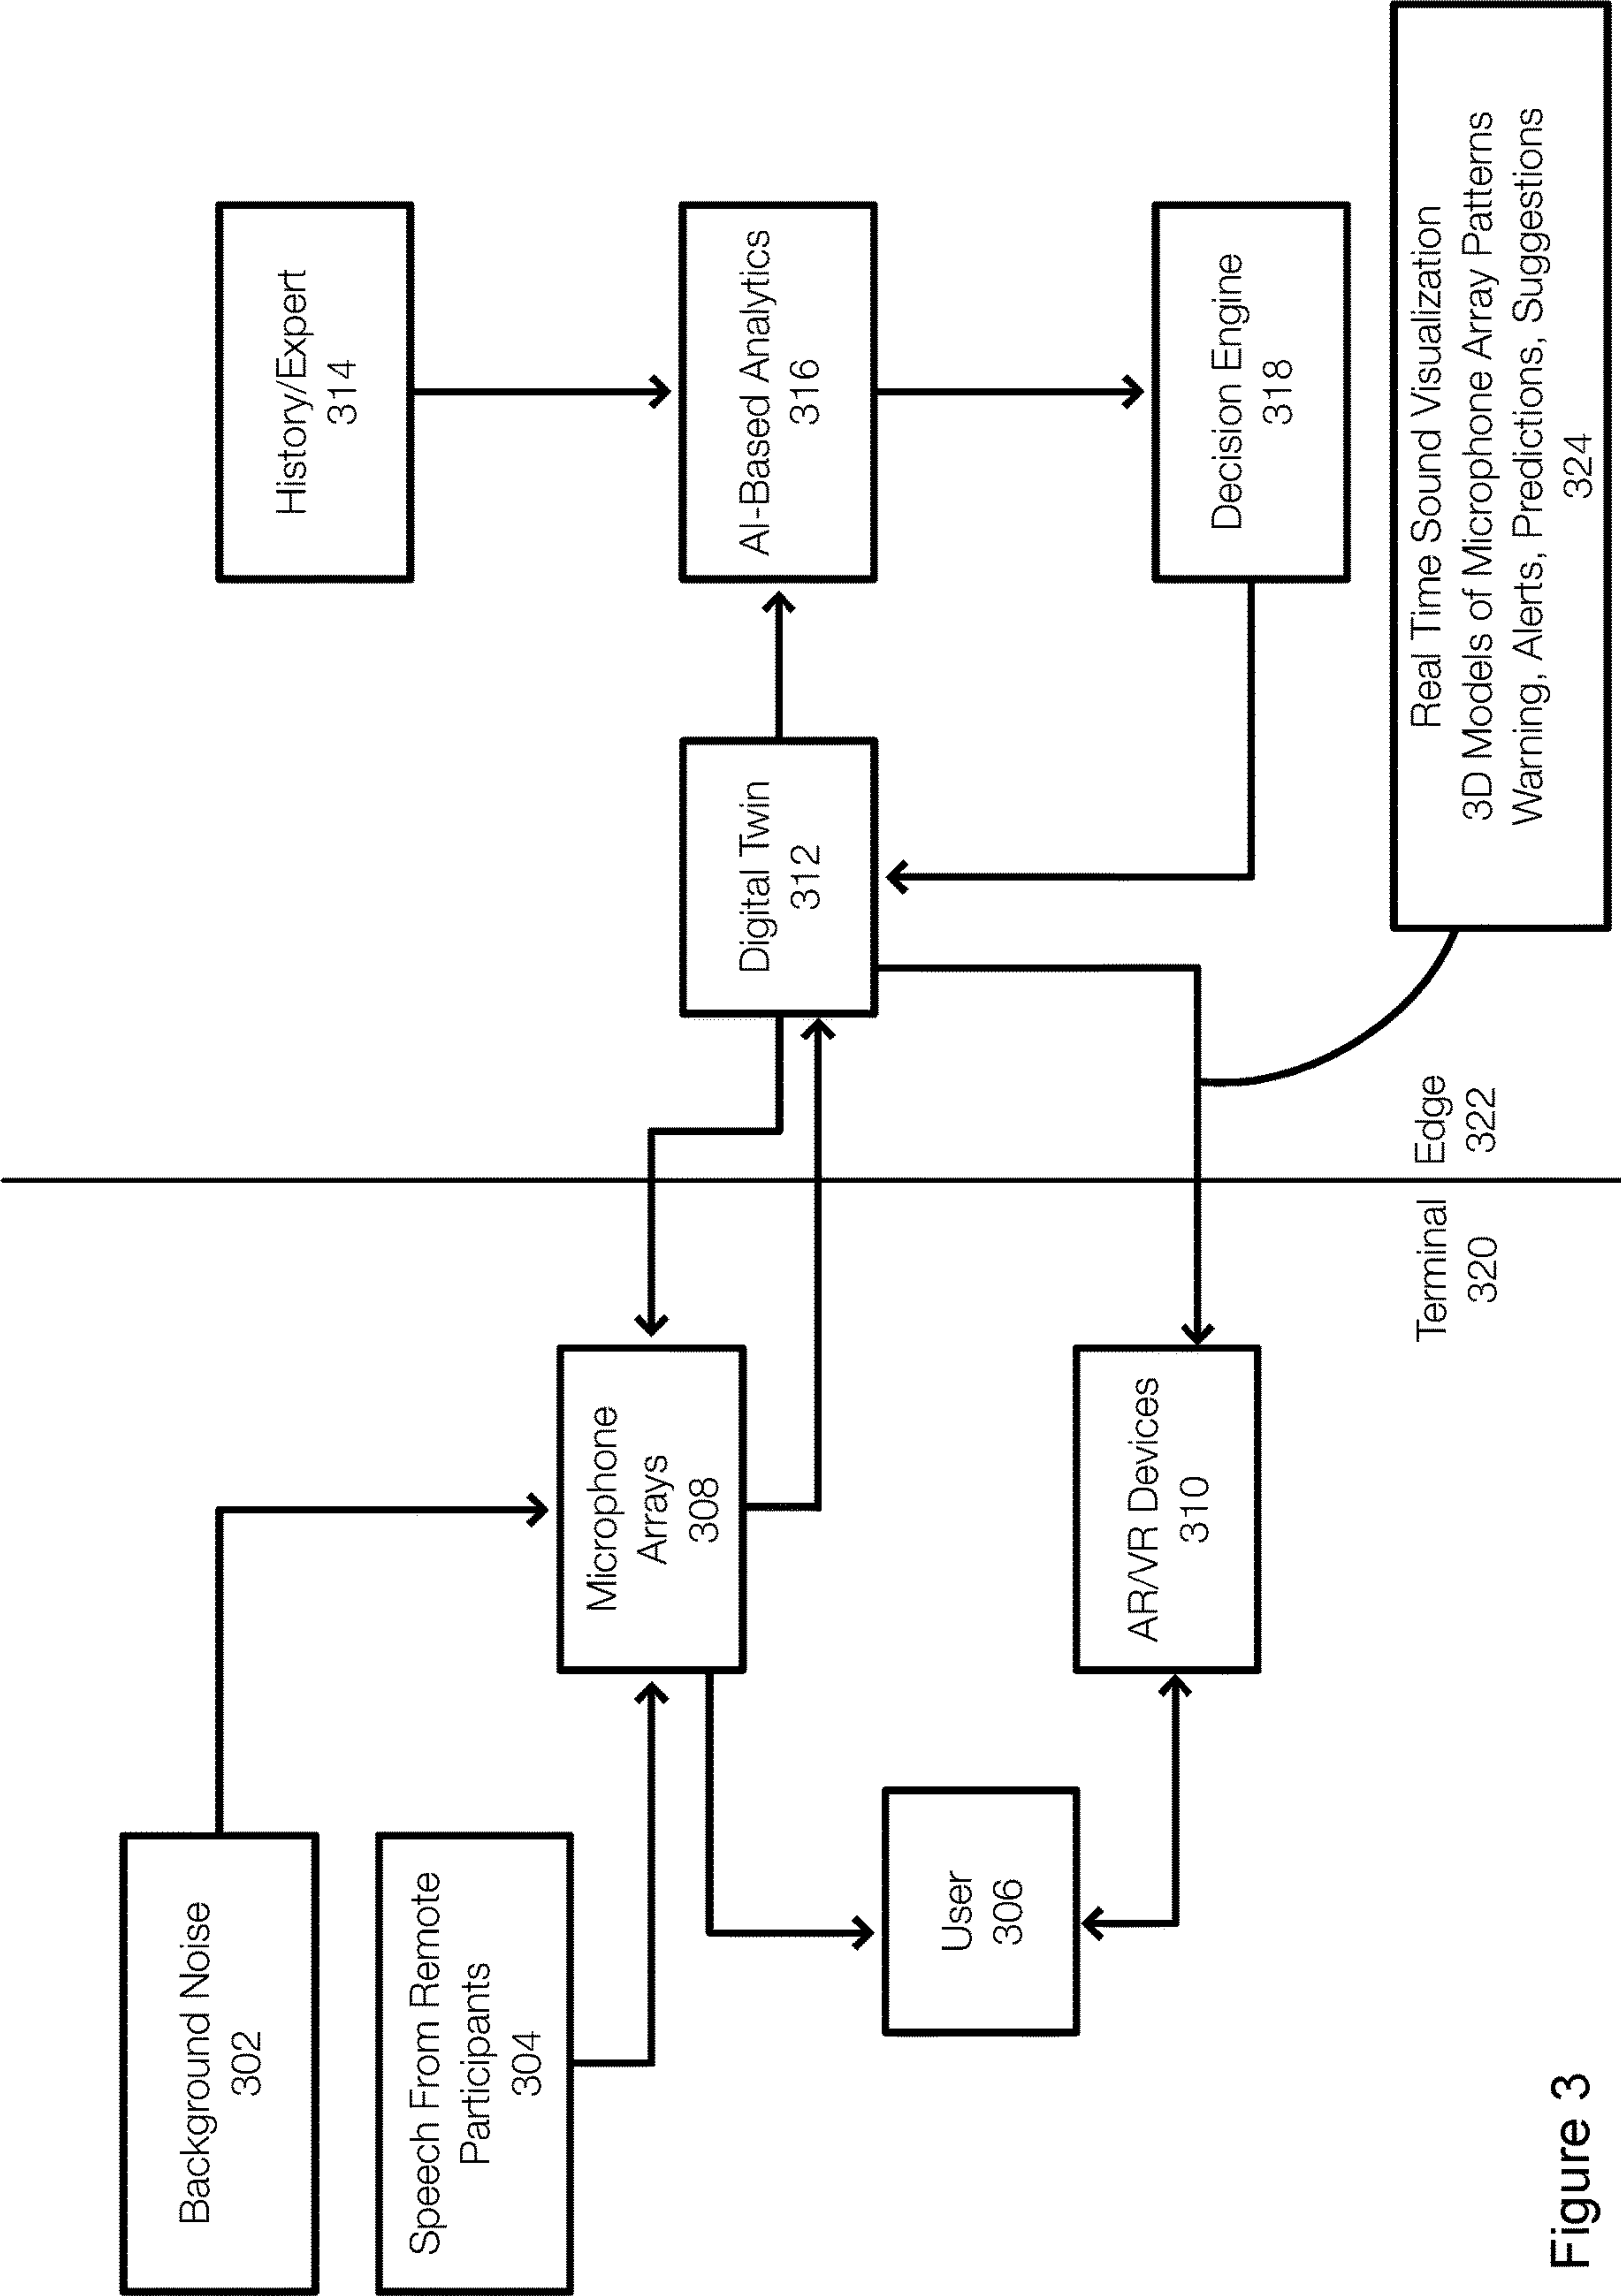 Background Noise
302
Speech From Remote
Participants
304
User
306
Microphone
Arrays
308
AR/VR Devices
310
Digital Twin
312
History/Expert
314
AI-Based Analytics
316
Decision Engine
318
Terminal
320
Edge
322
Real Time Sound Visualization
3D Models of Microphone Array Patterns
Warning, Alerts, Predictions, Suggestions
324
Figure 3